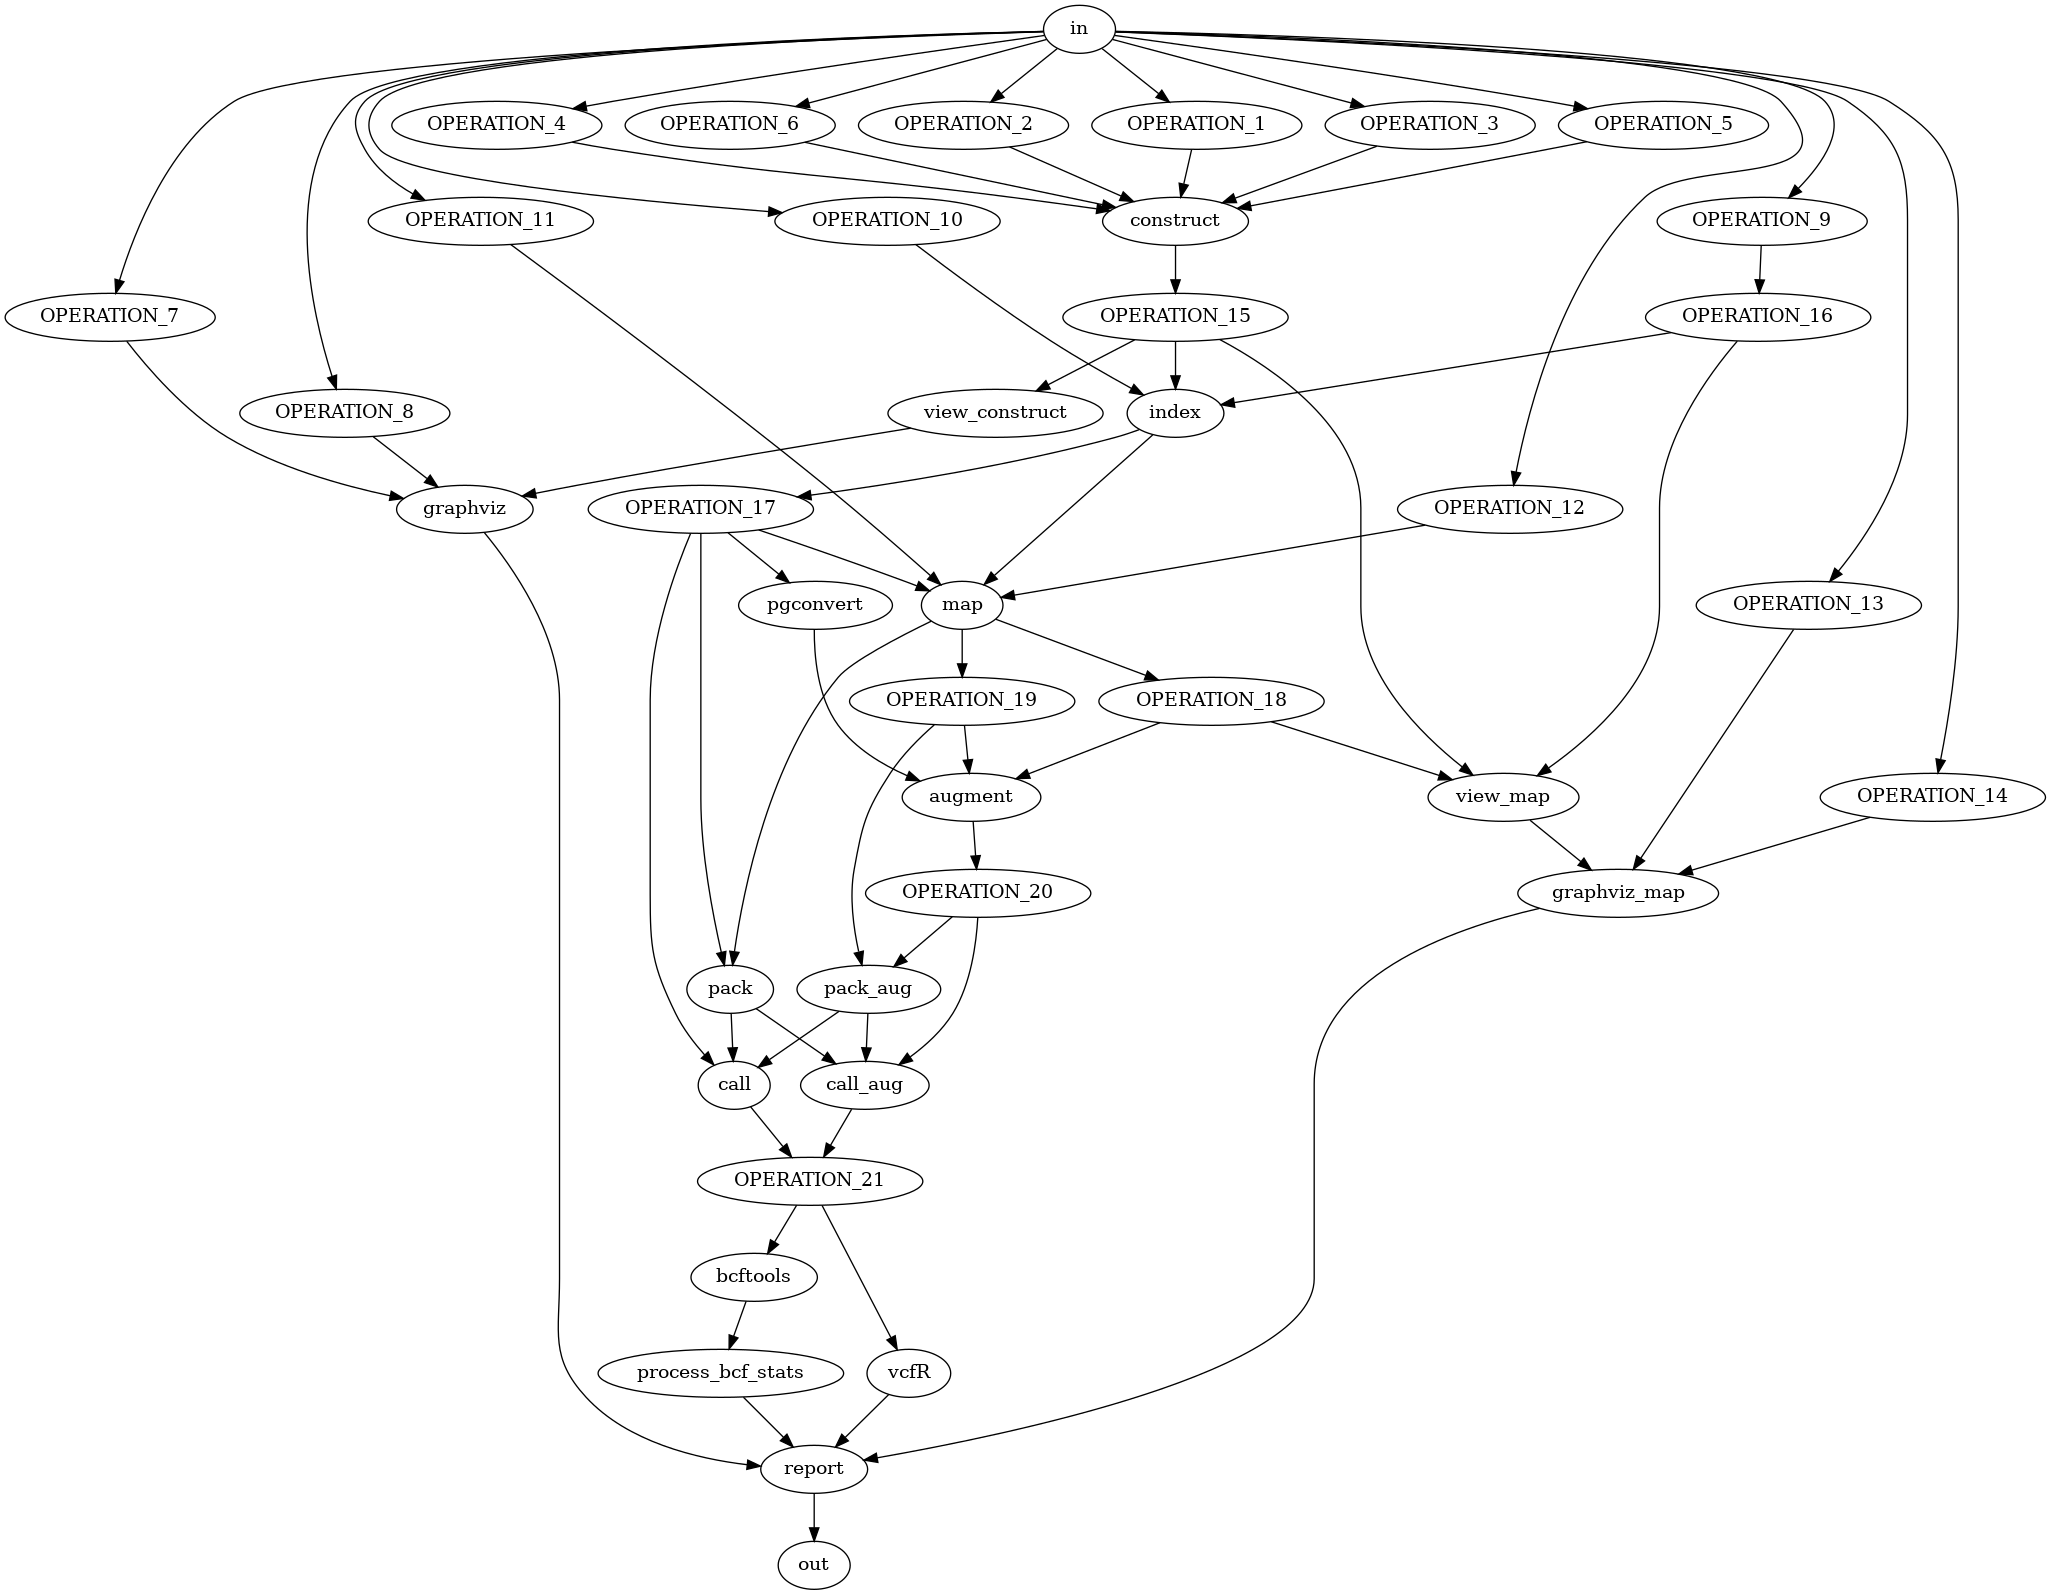 in
OPERATION_4
OPERATION_6
OPERATION_2
OPERATION_1
OPERATION_3
OPERATION_5
OPERATION_11
OPERATION_10
construct
OPERATION_9
OPERATION_7
OPERATION_15
OPERATION_16
OPERATION_8
view_construct
index
graphviz
OPERATION_17
OPERATION_12
pgconvert
map
OPERATION_13
OPERATION_19
OPERATION_18
augment
view_map
OPERATION_14
OPERATION_20
graphviz_map
pack
pack_aug
call
call_aug
OPERATION_21
bcftools
process_bcf_stats
vcfR
report
out